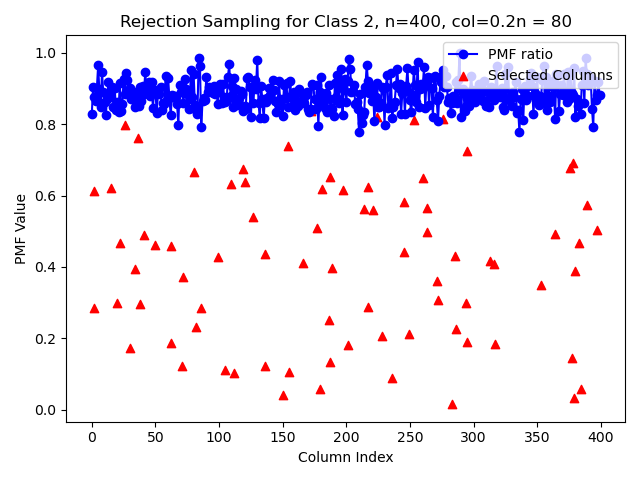 Rejection Sampling for Class 2, n=400, col=0.2n = 80
PMF ratio
Selected Columns
1.0
0.8
0.6
0.4
0.2
0.0
PMF Value
0 50 100 150 200 250 300 350 400
Column Index